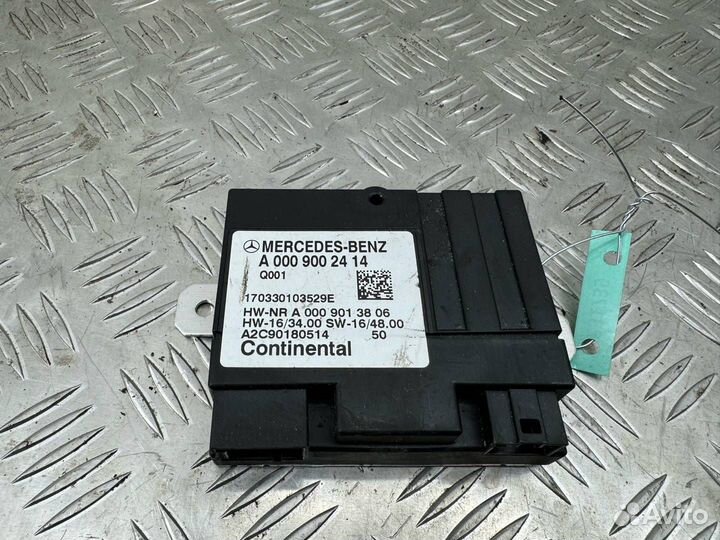 MERCEDES-BENZ
A 000 900 24 14
Q001
170330103529E
HW-NR A 000 901 38 06
HW-16/34.00 SW-16/48.00
A2C90180514 50
Continental
Avito